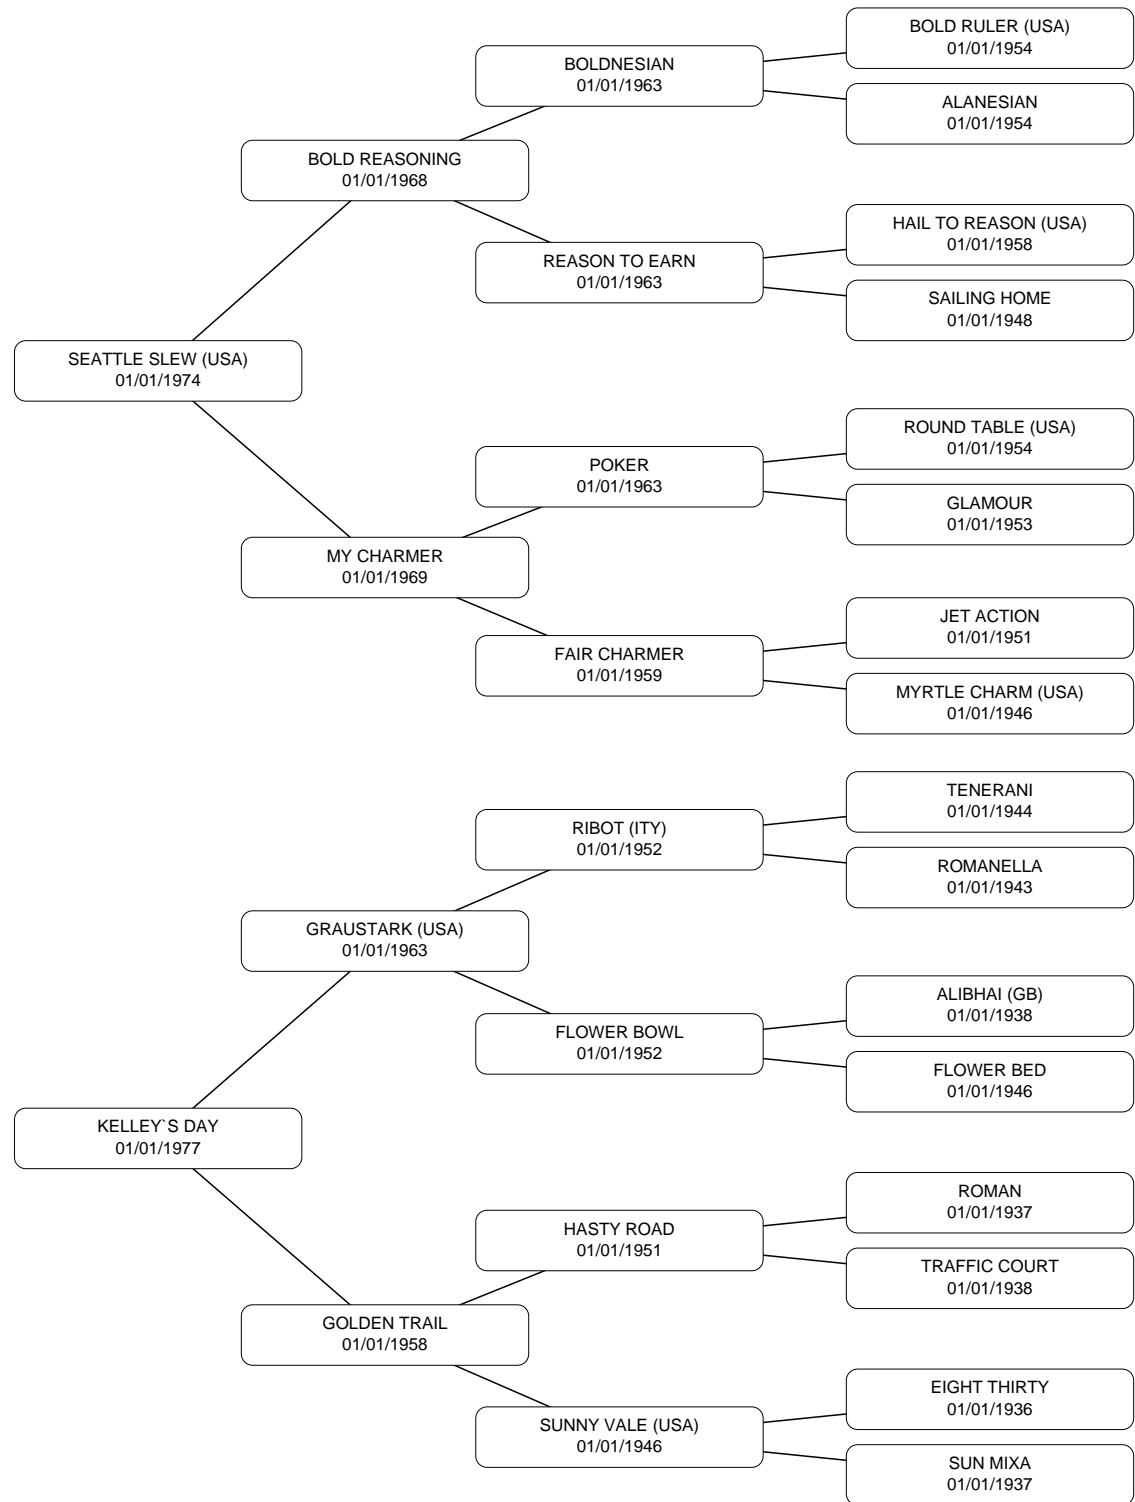 BOLD RULER (USA)
01/01/1954
BOLDNESIAN
01/01/1963
ALANESIAN
01/01/1954
BOLD REASONING
01/01/1968
HAIL TO REASON (USA)
01/01/1958
REASON TO EARN
01/01/1963
SAILING HOME
01/01/1948
SEATTLE SLEW (USA)
01/01/1974
ROUND TABLE (USA)
01/01/1954
POKER
01/01/1963
GLAMOUR
01/01/1953
MY CHARMER
01/01/1969
JET ACTION
01/01/1951
FAIR CHARMER
01/01/1959
MYRTLE CHARM (USA)
01/01/1946
TENERANI
01/01/1944
RIBOT (ITY)
01/01/1952
ROMANELLA
01/01/1943
GRAUSTARK (USA)
01/01/1963
ALIBHAI (GB)
01/01/1938
FLOWER BOWL
01/01/1952
FLOWER BED
01/01/1946
KELLEY`S DAY
01/01/1977
ROMAN
01/01/1937
HASTY ROAD
01/01/1951
TRAFFIC COURT
01/01/1938
GOLDEN TRAIL
01/01/1958
EIGHT THIRTY
01/01/1936
SUNNY VALE (USA)
01/01/1946
SUN MIXA
01/01/1937